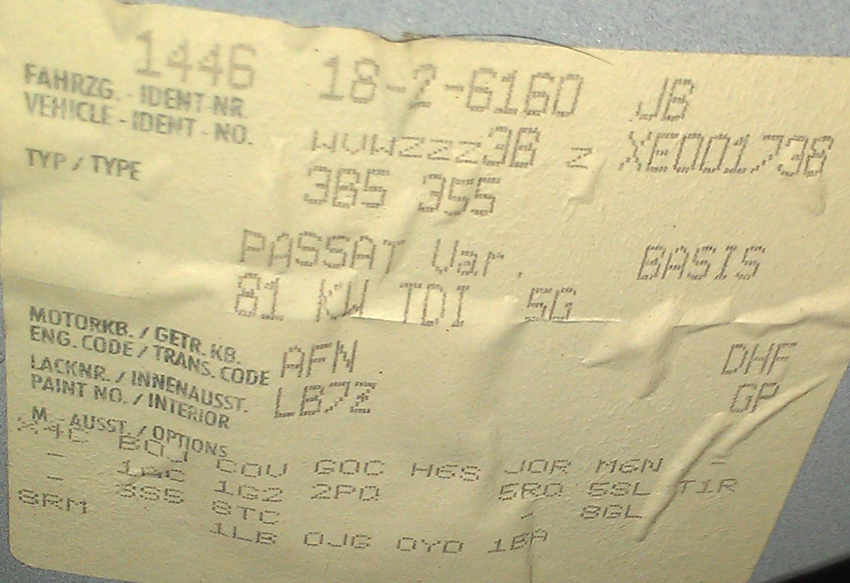 1446 18-2-6160 JB
FAHRZG. - IDENT-NR.
VEHICLE - IDENT - NO. WVWZZZ3B Z XE001738
TYP / TYPE 3B5 355
PASSAT Var. BASIS
81 KW TDI 5G
MOTORKB. / GETR. KB.
ENG. CODE / TRANS. CODE AFN DHF
LACKNR. / INNENAUSST.
PAINT NO. / INTERIOR LB7Z GP
M. - AUSST. / OPTIONS
X4C B0J C0U G0C H6S J0R M6N -
- 1G2 2P0 5R0 5SL T1R
- 3S5 8TC - 8GL
8RM 1LB 0JG 0YD 1EA